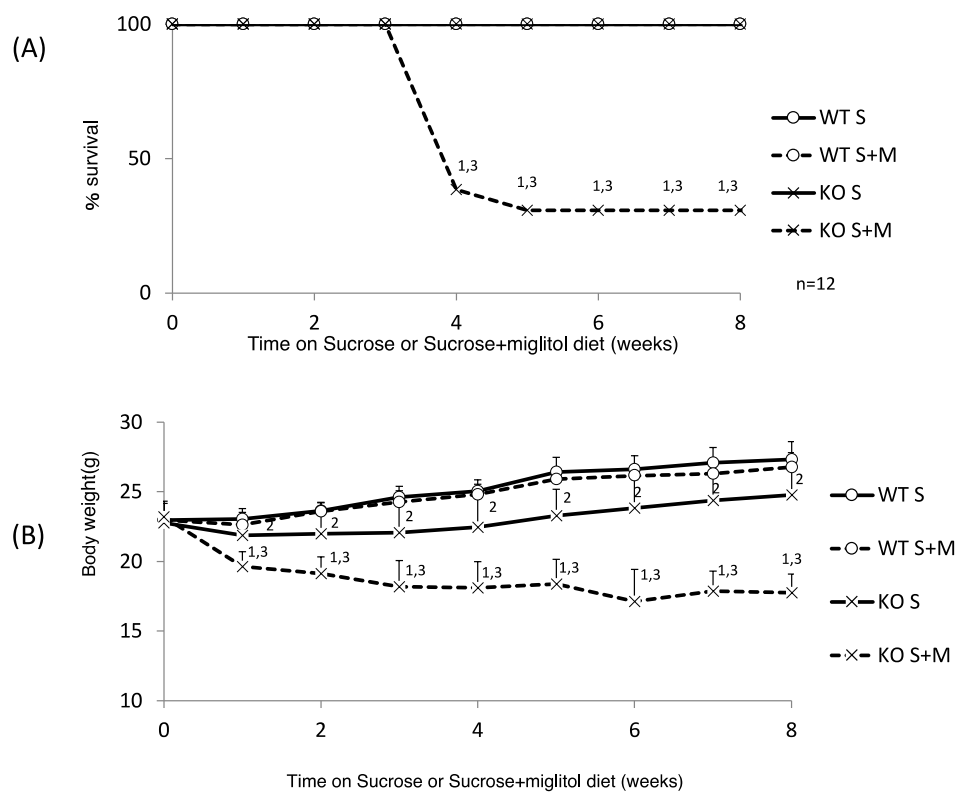 (A)
100
50
0
% survival
1,3
1,3
1,3
1,3
1,3
0
2
4
6
8
Time on Sucrose or Sucrose+miglitol diet (weeks)
WT S
WT S+M
KO S
KO S+M
n=12
(B)
30
25
20
15
10
Body weight(g)
2
2
2
2
2
2
2
2
1,3
1,3
1,3
1,3
1,3
1,3
1,3
1,3
0
2
4
6
8
Time on Sucrose or Sucrose+miglitol diet (weeks)
WT S
WT S+M
KO S
KO S+M